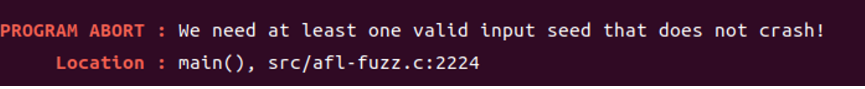 PROGRAM ABORT : We need at least one valid input seed that does not crash!
Location : main(), src/afl-fuzz.c:2224